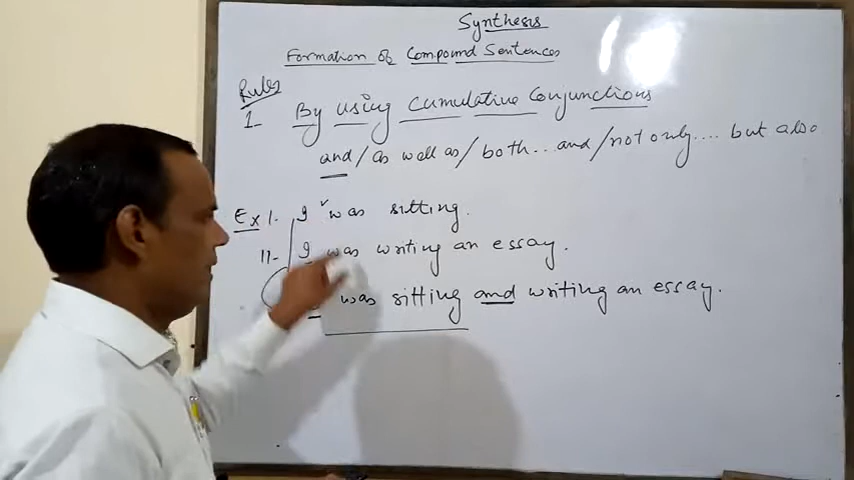 Synthesis
Formation of Compound Sentences
Rules
1- By using Cumulative Conjunctions
and/as well as/both...and/not only.... but also
Ex I. I was sitting.
II- I was writing an essay.
was sitting and writing an essay.